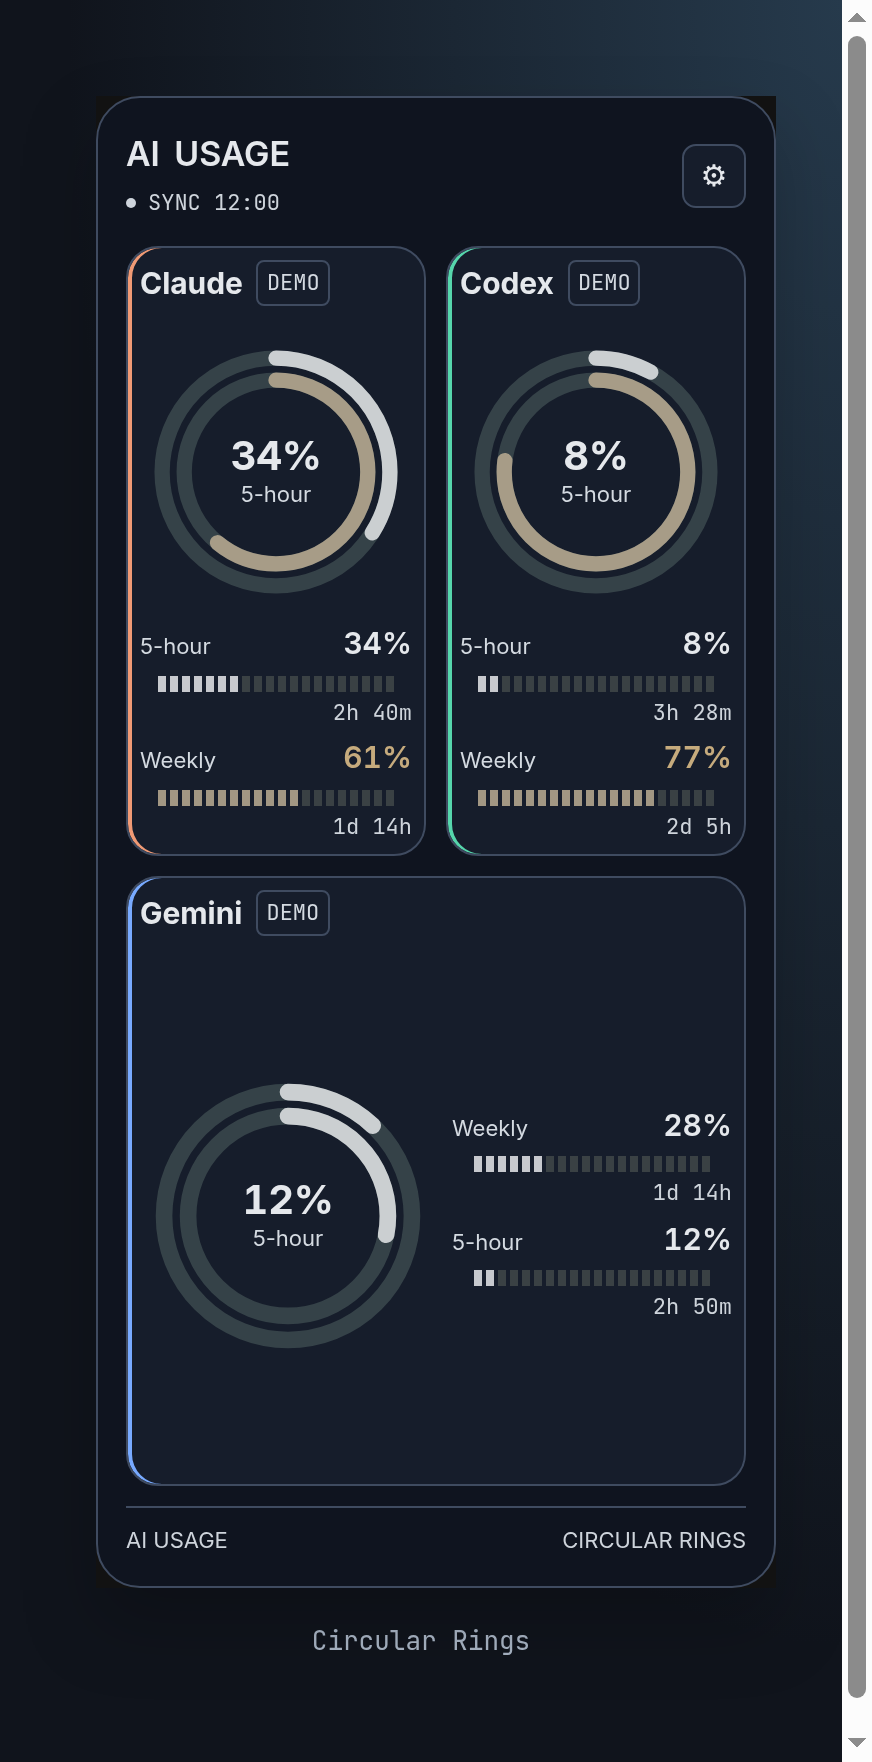 AI USAGE
SYNC 12:00
⚙
Claude DEMO
34%
5-hour
5-hour 34%
2h 40m
Weekly 61%
1d 14h
Codex DEMO
8%
5-hour
5-hour 8%
3h 28m
Weekly 77%
2d 5h
Gemini DEMO
12%
5-hour
Weekly 28%
1d 14h
5-hour 12%
2h 50m
AI USAGE CIRCULAR RINGS
Circular Rings